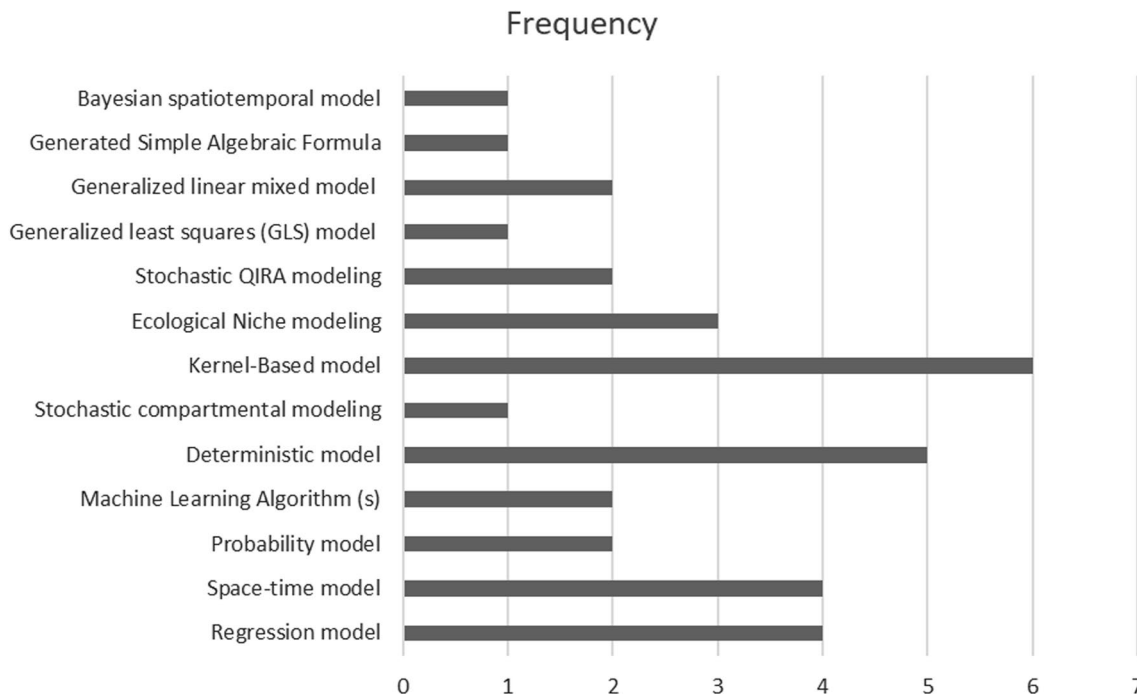 Frequency
Bayesian spatiotemporal model
Generated Simple Algebraic Formula
Generalized linear mixed model
Generalized least squares (GLS) model
Stochastic QIRA modeling
Ecological Niche modeling
Kernel-Based model
Stochastic compartmental modeling
Deterministic model
Machine Learning Algorithm (s)
Probability model
Space-time model
Regression model
0 1 2 3 4 5 6 7